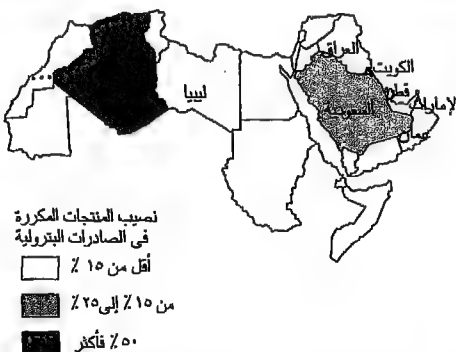 العراق
الكويت
قطر
الإمارات
السعودية
عمان
ليبيا
...
نصيب المنتجات المكررة
فى الصادرات البترولية
أقل من ١٥ ٪
من ١٥ ٪ إلى ٢٥ ٪
٥٠ ٪ فأكثر